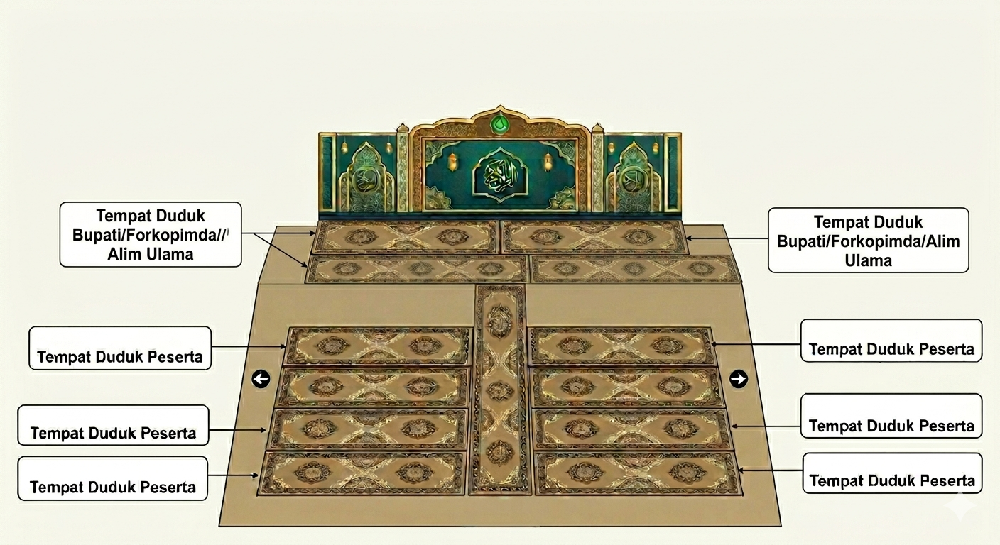 Tempat Duduk
Bupati/Forkopimda//
Alim Ulama
Tempat Duduk
Bupati/Forkopimda/Alim
Ulama
Tempat Duduk Peserta
Tempat Duduk Peserta
Tempat Duduk Peserta
Tempat Duduk Peserta
Tempat Duduk Peserta
Tempat Duduk Peserta